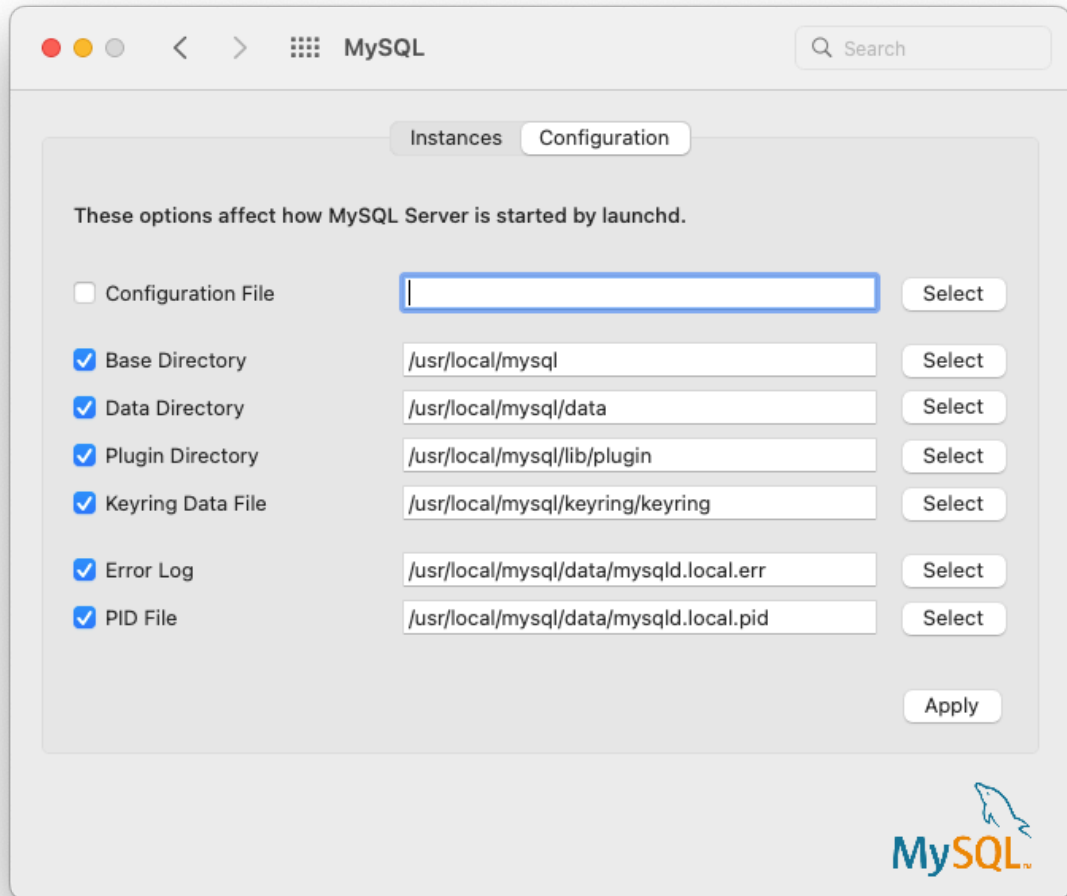 MySQL
Search
Instances Configuration
These options affect how MySQL Server is started by launchd.
Configuration File Select
Base Directory /usr/local/mysql Select
Data Directory /usr/local/mysql/data Select
Plugin Directory /usr/local/mysql/lib/plugin Select
Keyring Data File /usr/local/mysql/keyring/keyring Select
Error Log /usr/local/mysql/data/mysqld.local.err Select
PID File /usr/local/mysql/data/mysqld.local.pid Select
Apply
MySQL™